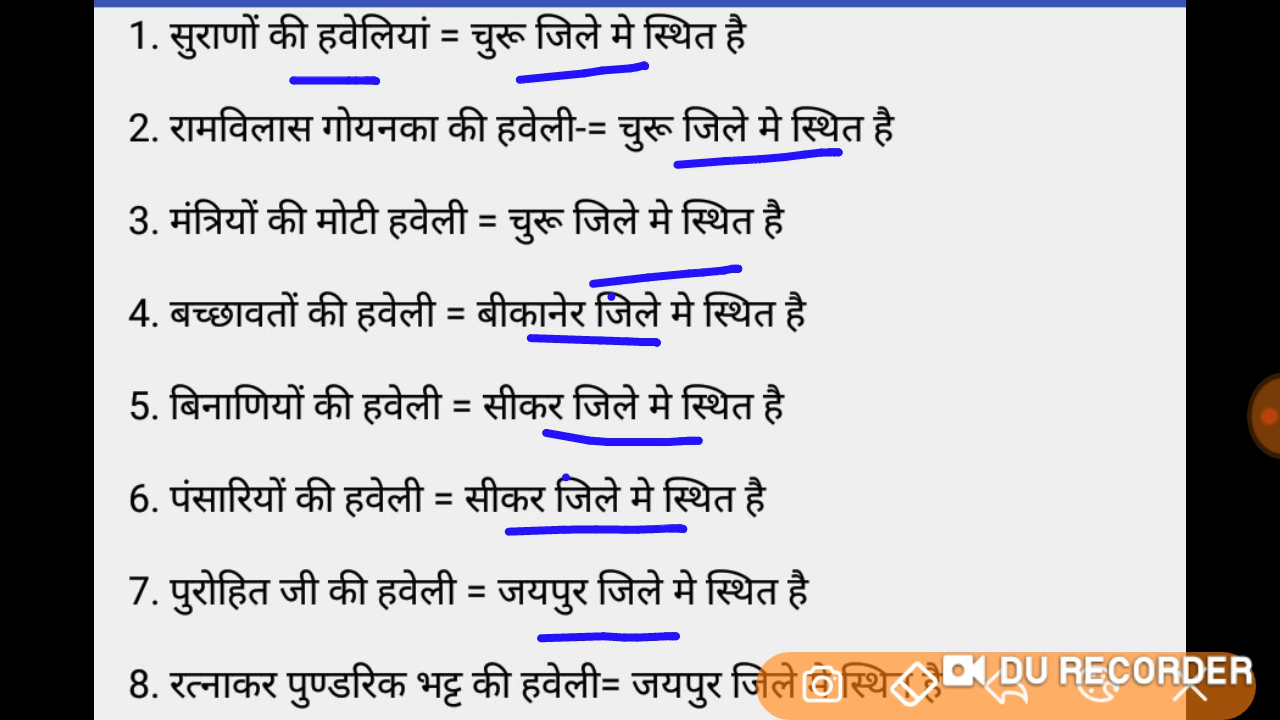 1. सुराणों की हवेलियां = चुरू जिले मे स्थित है
2. रामविलास गोयनका की हवेली-= चुरू जिले मे स्थित है
3. मंत्रियों की मोटी हवेली = चुरू जिले मे स्थित है
4. बच्छावतों की हवेली = बीकानेर जिले मे स्थित है
5. बिनाणियों की हवेली = सीकर जिले मे स्थित है
6. पंसारियों की हवेली = सीकर जिले मे स्थित है
7. पुरोहित जी की हवेली = जयपुर जिले मे स्थित है
8. रत्नाकर पुण्डरिक भट्ट की हवेली= जयपुर जिले मे स्थित है
DU RECORDER